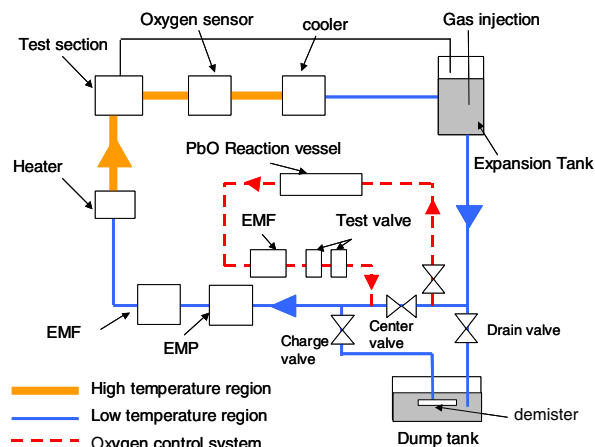 Oxygen sensor
Gas injection
cooler
Test section
PbO Reaction vessel
Expansion Tank
Heater
EMF
Test valve
EMF
EMP
Charge
valve
Center
valve
Drain valve
High temperature region
Low temperature region
demister
Oxygen control system
Dump tank